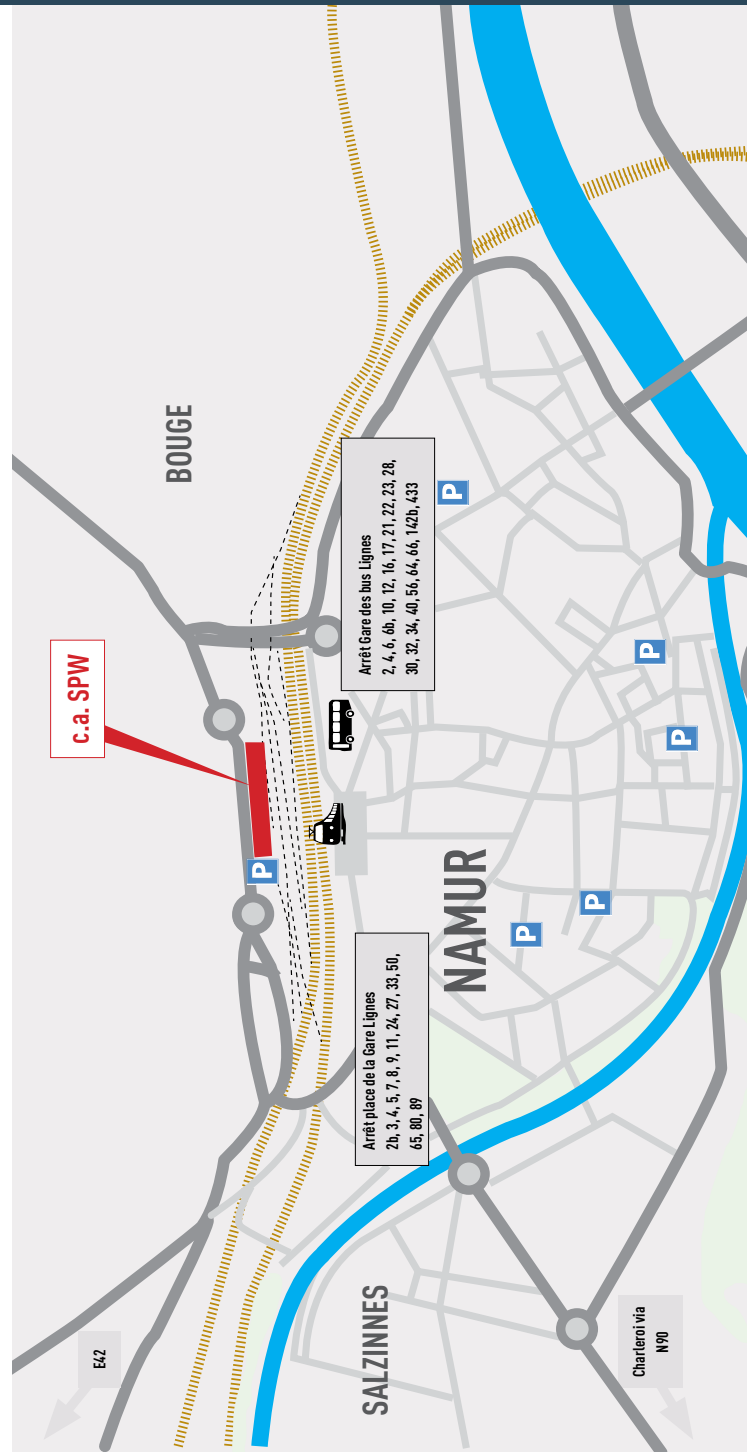 BOUGE
c.a. SPW
Arrêt Gare des bus Lignes
2, 4, 6, 6b, 10, 12, 16, 17, 21, 22, 23, 28,
30, 32, 34, 40, 56, 64, 66, 142b, 433
P
P
P
P
P
P
NAMUR
Arrêt place de la Gare Lignes
2b, 3, 4, 5, 7, 8, 9, 11, 24, 27, 33, 50,
65, 80, 89
SALZINNES
E42
Charleroi via
N90